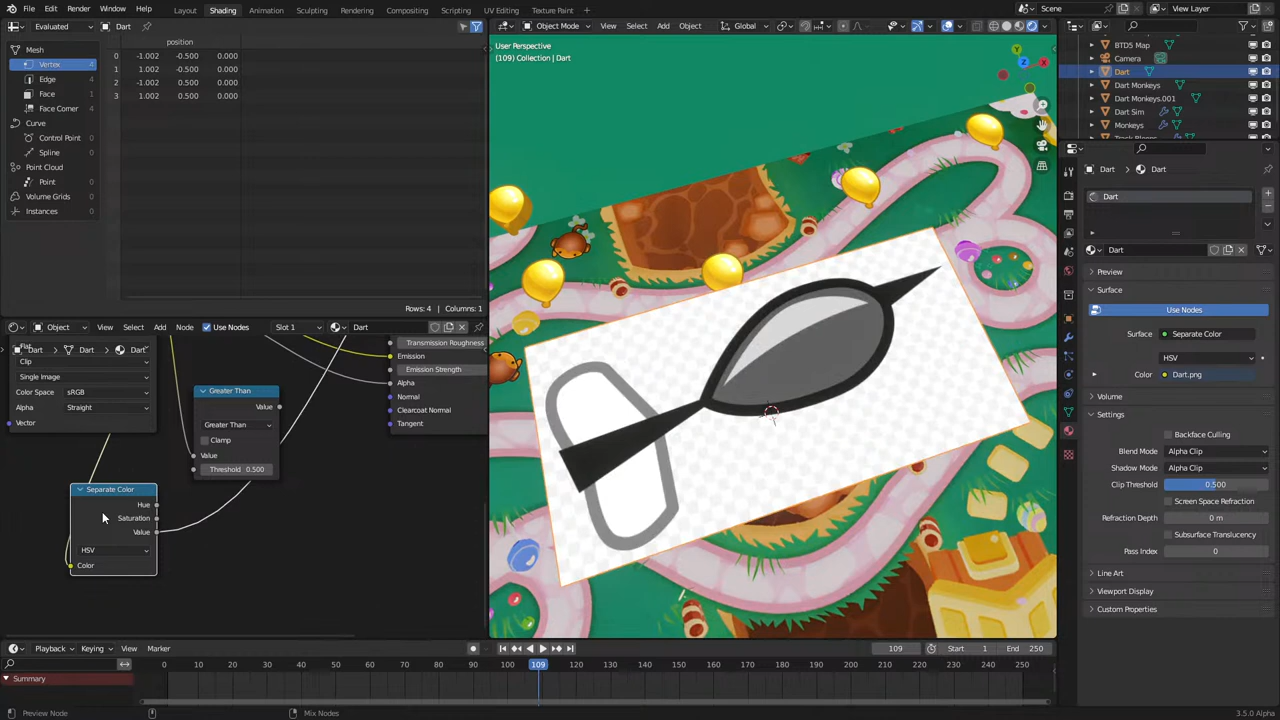 File Edit Render Window Help
Layout Shading Animation Sculpting Rendering Compositing Scripting UV Editing Texture Paint
Scene View Layer
Evaluated Dart
Object Mode View Select Add Object Global
Mesh
position
Vertex 4
Edge 4
Face 1
Face Corner 4
Curve
Control Point 0
Spline 0
Point Cloud
Point 0
Volume Grids 0
Instances 0
0 -1.002 -0.500 0.000
1 1.002 -0.500 0.000
2 -1.002 0.500 0.000
3 1.002 0.500 0.000
Rows: 4 | Columns: 1
User Perspective
(109) Collection | Dart
X
Y
Z
BTD5 Map
Camera
Dart
Dart Monkeys
Dart Monkeys.001
Dart Sim
Monkeys
Object View Select Add Node Use Nodes Slot 1 Dart
Dart Dart Dart
Clip
Single Image
Color Space sRGB
Alpha Straight
Vector
Greater Than
Value
Greater Than
Clamp
Value
Threshold 0.500
Separate Color
Hue
Saturation
Value
HSV
Color
Transmission Roughness
Emission
Emission Strength
Alpha
Normal
Clearcoat Normal
Tangent
Dart Dart
Dart
Dart
Preview
Surface
Use Nodes
Surface Separate Color
HSV
Color Dart.png
Volume
Settings
Backface Culling
Blend Mode Alpha Clip
Shadow Mode Alpha Clip
Clip Threshold 0.500
Screen Space Refraction
Refraction Depth 0 m
Subsurface Translucency
Pass Index 0
Line Art
Viewport Display
Custom Properties
Playback Keying View Marker
109 Start 1 End 250
Summary
0 10 20 30 40 50 60 70 80 90 100 109 120 130 140 150 160 170 180 190 200 210 220 230 240 250
Preview Node Mix Nodes 3.5.0 Alpha